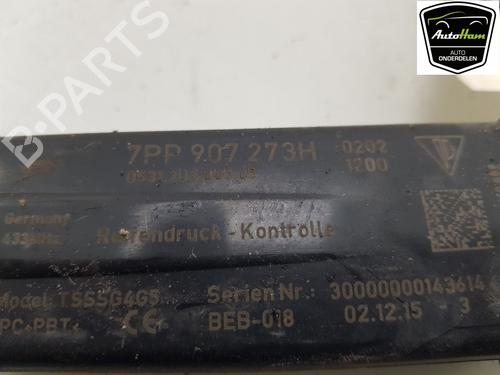 AutoHam
AUTO ONDERDELEN
B-PARTS
7PP 907 273H 0202
1200
Germany
433MHz
Reifendruck - Kontrolle
Model: TSSSG4G5 Serien Nr: 30000000143614
PC+PBT CE BEB-018 02.12.15 3